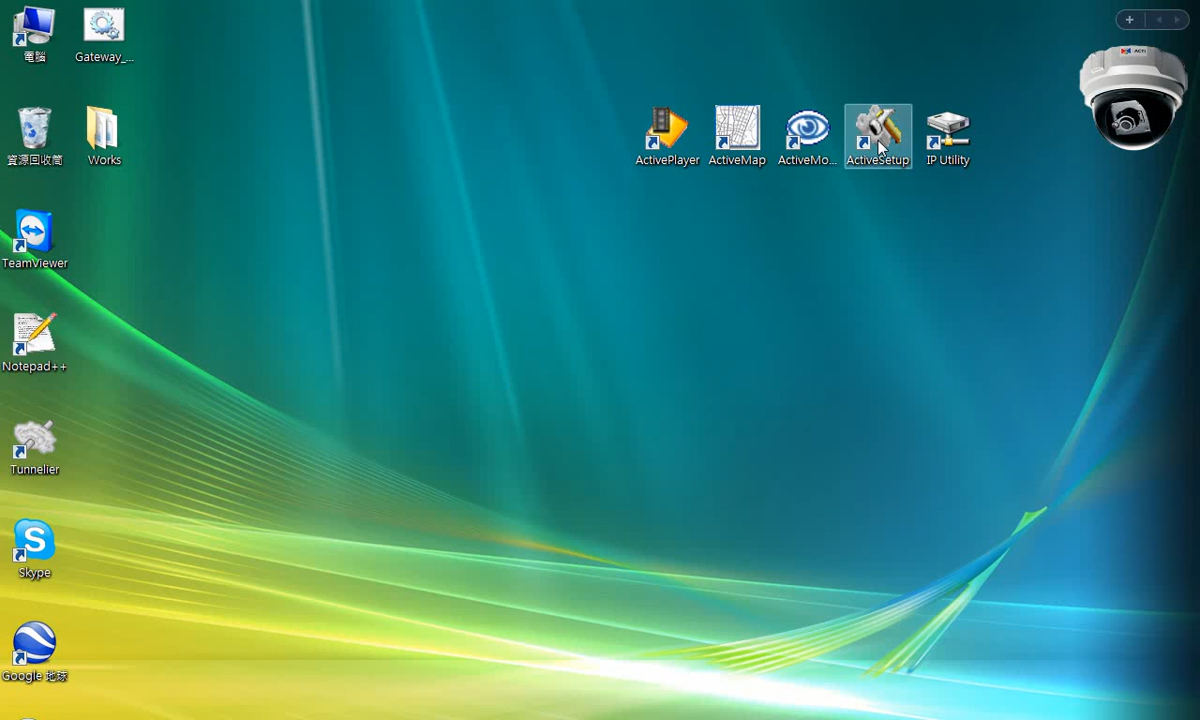 電腦
Gateway_...
資源回收筒
Works
ActivePlayer
ActiveMap
ActiveMo...
ActiveSetup
IP Utility
ACTi
TeamViewer
Notepad++
Tunnelier
Skype
Google 地球